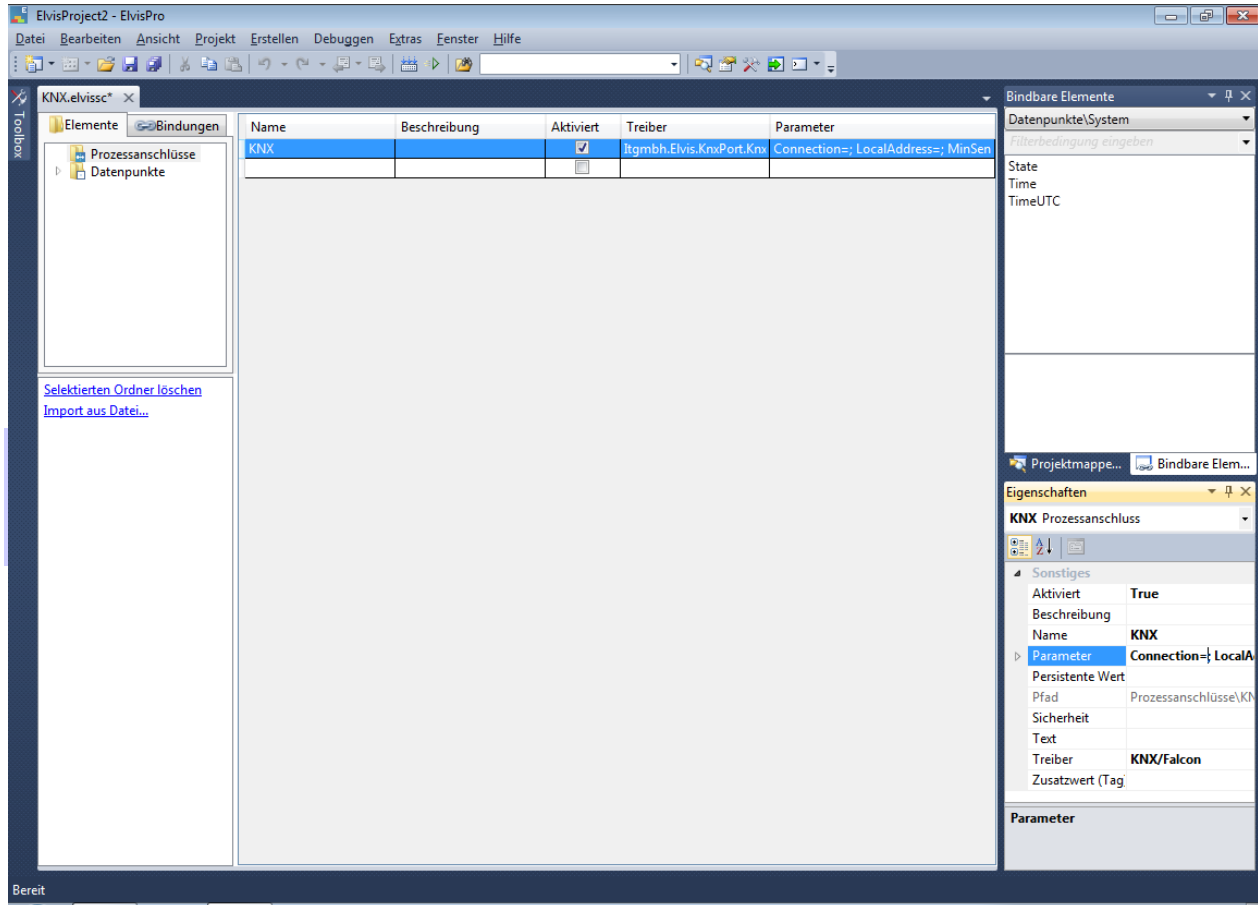 ElvisProject2 - ElvisPro
Datei Bearbeiten Ansicht Projekt Erstellen Debuggen Extras Fenster Hilfe
Toolbox
KNX.elvissc*
Elemente Bindungen
Prozessanschlüsse
Datenpunkte
Selektierten Ordner löschen
Import aus Datei...
Name Beschreibung Aktiviert Treiber Parameter
KNX Itgmbh.Elvis.KnxPort.Knx Connection=; LocalAddress=; MinSen
Bindbare Elemente
Datenpunkte\System
Filterbedingung eingeben
State
Time
TimeUTC
Projektmappe... Bindbare Elem...
Eigenschaften
KNX Prozessanschluss
Sonstiges
Aktiviert True
Beschreibung
Name KNX
Parameter Connection=; LocalA
Persistente Wert
Pfad Prozessanschlüsse\KN
Sicherheit
Text
Treiber KNX/Falcon
Zusatzwert (Tag
Parameter
Bereit